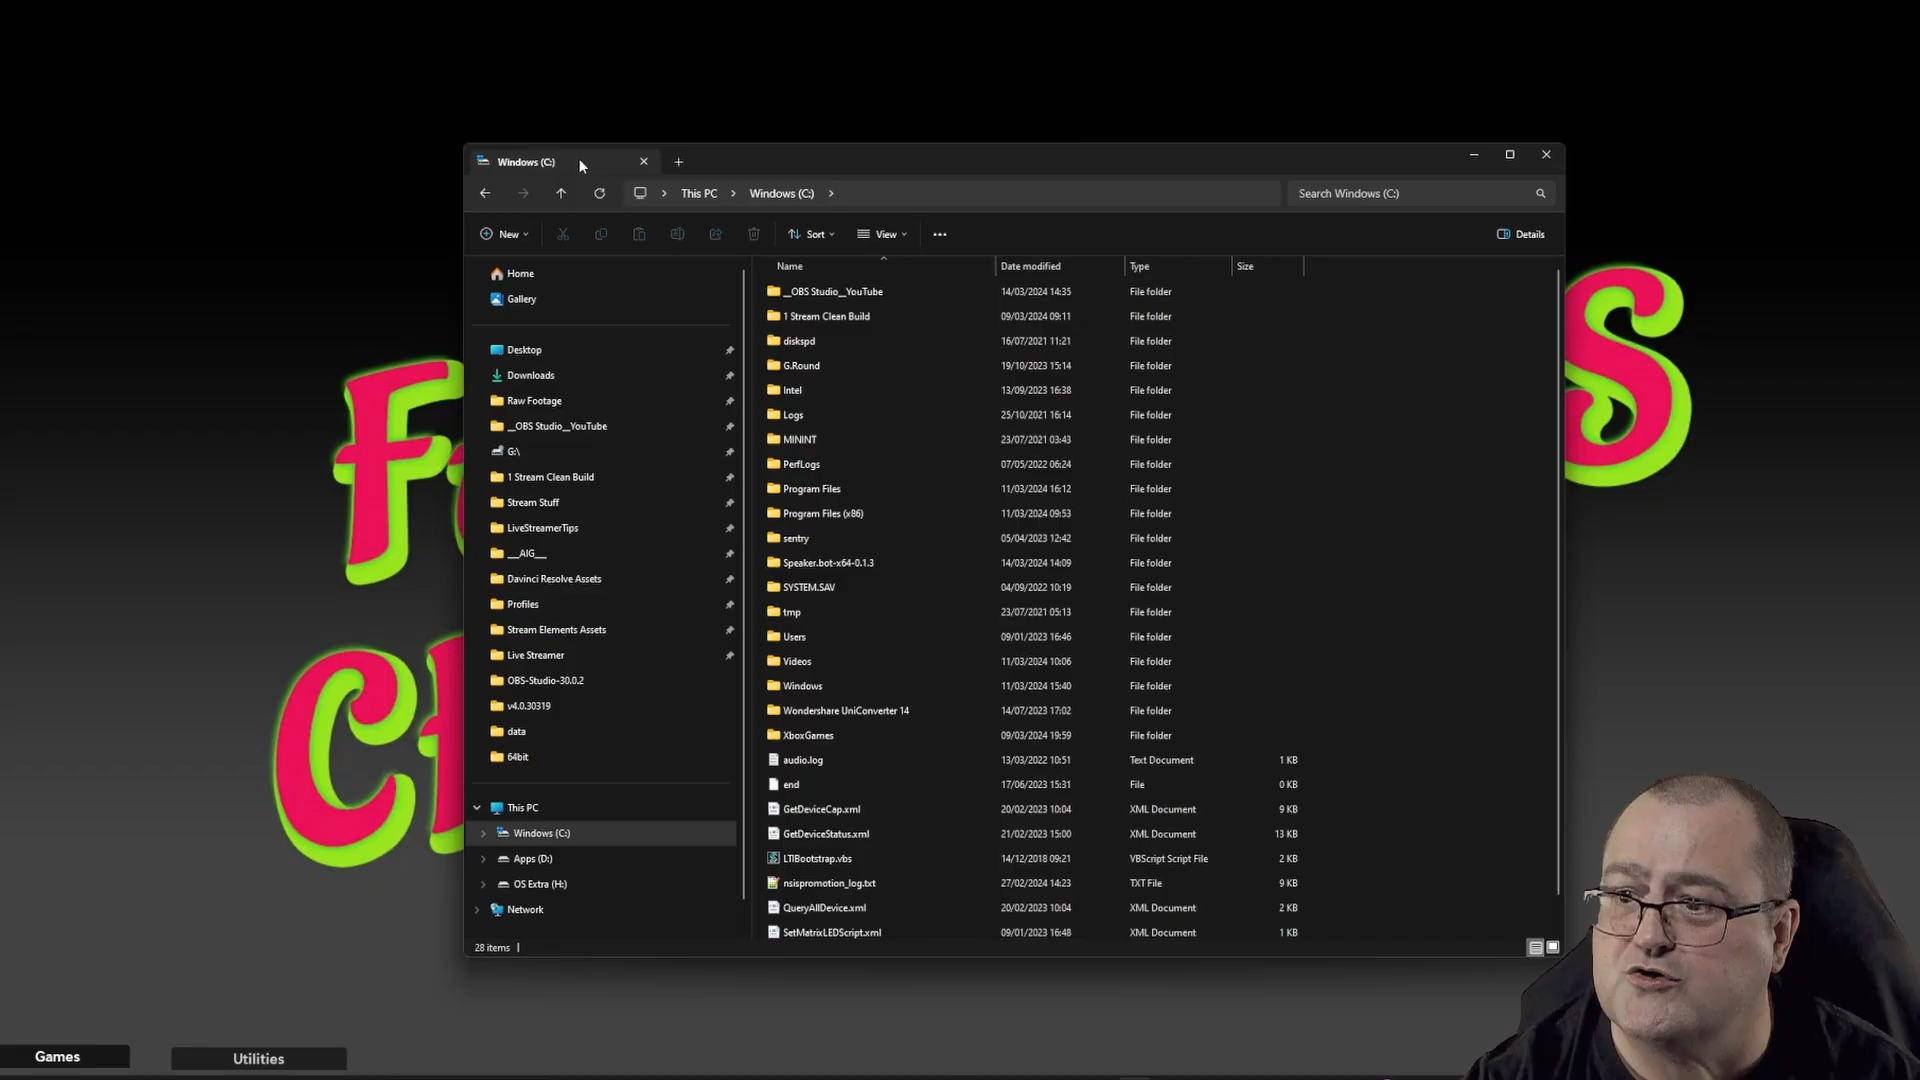 Windows (C:)
This PC Windows (C:)
Search Windows (C:)
New
Sort
View
Details
Home
Gallery
Desktop
Downloads
Raw Footage
__OBS Studio__YouTube
G:\
1 Stream Clean Build
Stream Stuff
LiveStreamerTips
__AIG__
Davinci Resolve Assets
Profiles
Stream Elements Assets
Live Streamer
OBS-Studio-30.0.2
v4.0.30319
data
64bit
This PC
Windows (C:)
Apps (D:)
OS Extra (H:)
Network
Name Date modified Type Size
__OBS Studio__YouTube 14/03/2024 14:35 File folder
1 Stream Clean Build 09/03/2024 09:11 File folder
diskspd 16/07/2021 11:21 File folder
G.Round 19/10/2023 15:14 File folder
Intel 13/09/2023 16:38 File folder
Logs 25/10/2021 16:14 File folder
MININT 23/07/2021 03:43 File folder
PerfLogs 07/05/2022 06:24 File folder
Program Files 11/03/2024 16:12 File folder
Program Files (x86) 11/03/2024 09:53 File folder
sentry 05/04/2023 12:42 File folder
Speaker.bot-x64-0.1.3 14/03/2024 14:09 File folder
SYSTEM.SAV 04/09/2022 10:19 File folder
tmp 23/07/2021 05:13 File folder
Users 09/01/2023 16:46 File folder
Videos 11/03/2024 10:06 File folder
Windows 11/03/2024 15:40 File folder
Wondershare UniConverter 14 14/07/2023 17:02 File folder
XboxGames 09/03/2024 19:59 File folder
audio.log 13/03/2022 10:51 Text Document 1 KB
end 17/06/2023 15:31 File 0 KB
GetDeviceCap.xml 20/02/2023 10:04 XML Document 9 KB
GetDeviceStatus.xml 21/02/2023 15:00 XML Document 13 KB
LTIBootstrap.vbs 14/12/2018 09:21 VBScript Script File 2 KB
nsispromotion_log.txt 27/02/2024 14:23 TXT File 9 KB
QueryAllDevice.xml 20/02/2023 10:04 XML Document 2 KB
SetMatrixLEDScript.xml 09/01/2023 16:48 XML Document 1 KB
28 items
Games
Utilities